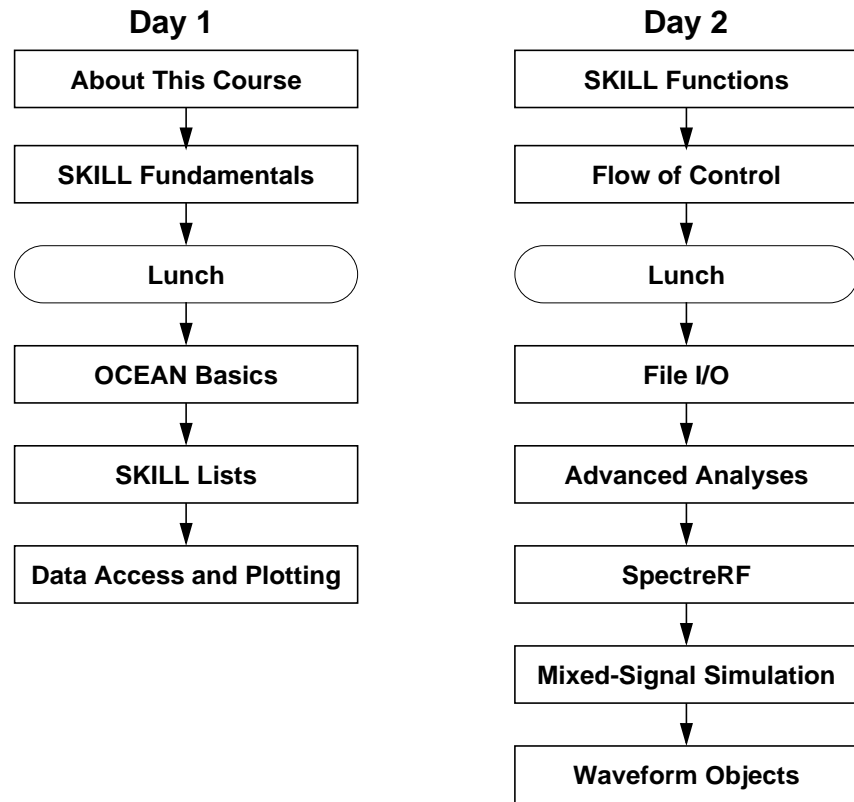 Day 1
About This Course
SKILL Fundamentals
Lunch
OCEAN Basics
SKILL Lists
Data Access and Plotting
Day 2
SKILL Functions
Flow of Control
Lunch
File I/O
Advanced Analyses
SpectreRF
Mixed-Signal Simulation
Waveform Objects